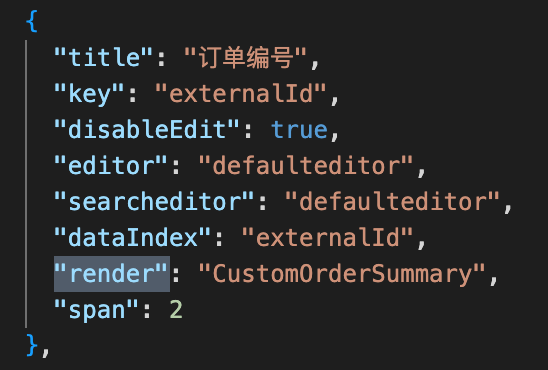 {
"title": "订单编号",
"key": "externalId",
"disableEdit": true,
"editor": "defaulteditor",
"searcheditor": "defaulteditor",
"dataIndex": "externalId",
"render": "CustomOrderSummary",
"span": 2
},